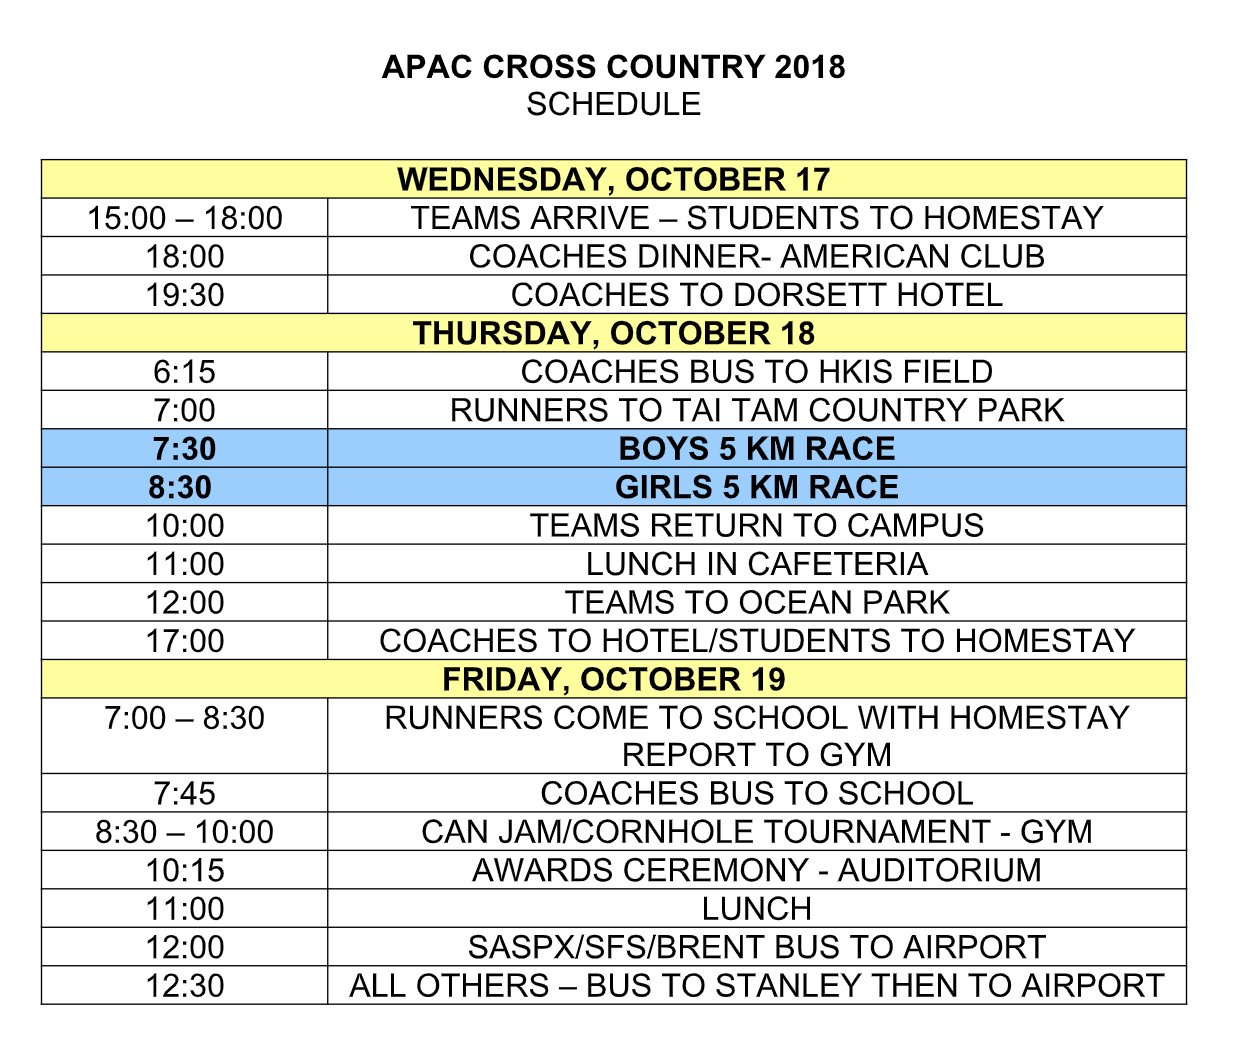 APAC CROSS COUNTRY 2018
SCHEDULE
WEDNESDAY, OCTOBER 17
15:00 – 18:00 TEAMS ARRIVE – STUDENTS TO HOMESTAY
18:00 COACHES DINNER- AMERICAN CLUB
19:30 COACHES TO DORSETT HOTEL
THURSDAY, OCTOBER 18
6:15 COACHES BUS TO HKIS FIELD
7:00 RUNNERS TO TAI TAM COUNTRY PARK
7:30 BOYS 5 KM RACE
8:30 GIRLS 5 KM RACE
10:00 TEAMS RETURN TO CAMPUS
11:00 LUNCH IN CAFETERIA
12:00 TEAMS TO OCEAN PARK
17:00 COACHES TO HOTEL/STUDENTS TO HOMESTAY
FRIDAY, OCTOBER 19
7:00 – 8:30 RUNNERS COME TO SCHOOL WITH HOMESTAY
REPORT TO GYM
7:45 COACHES BUS TO SCHOOL
8:30 – 10:00 CAN JAM/CORNHOLE TOURNAMENT - GYM
10:15 AWARDS CEREMONY - AUDITORIUM
11:00 LUNCH
12:00 SASPX/SFS/BRENT BUS TO AIRPORT
12:30 ALL OTHERS – BUS TO STANLEY THEN TO AIRPORT